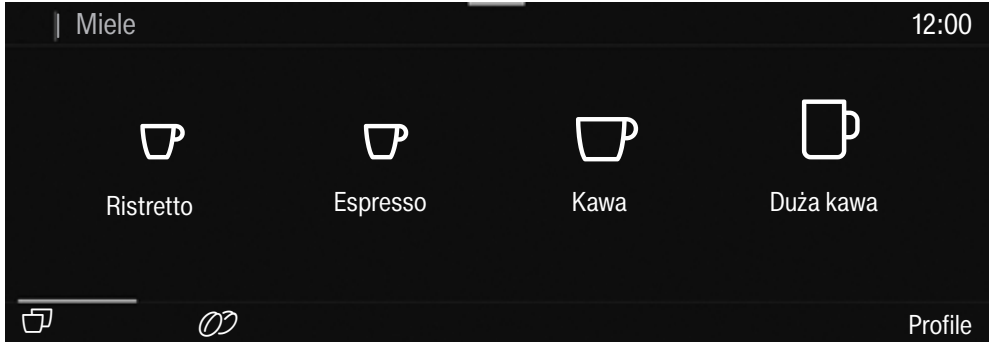 | Miele
12:00
Ristretto
Espresso
Kawa
Duża kawa
Profile